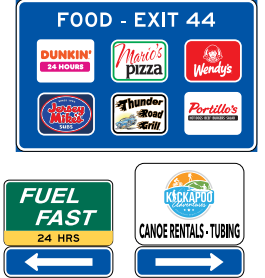 FOOD - EXIT 44
DUNKIN'
24 HOURS
Mario's
pizza
Wendy's
Jersey
Mike's
SUBS
Thunder
Road
Grill
Portillo's
FUEL
FAST
24 HRS
KICKAPOO
Adventures
CANOE RENTALS - TUBING